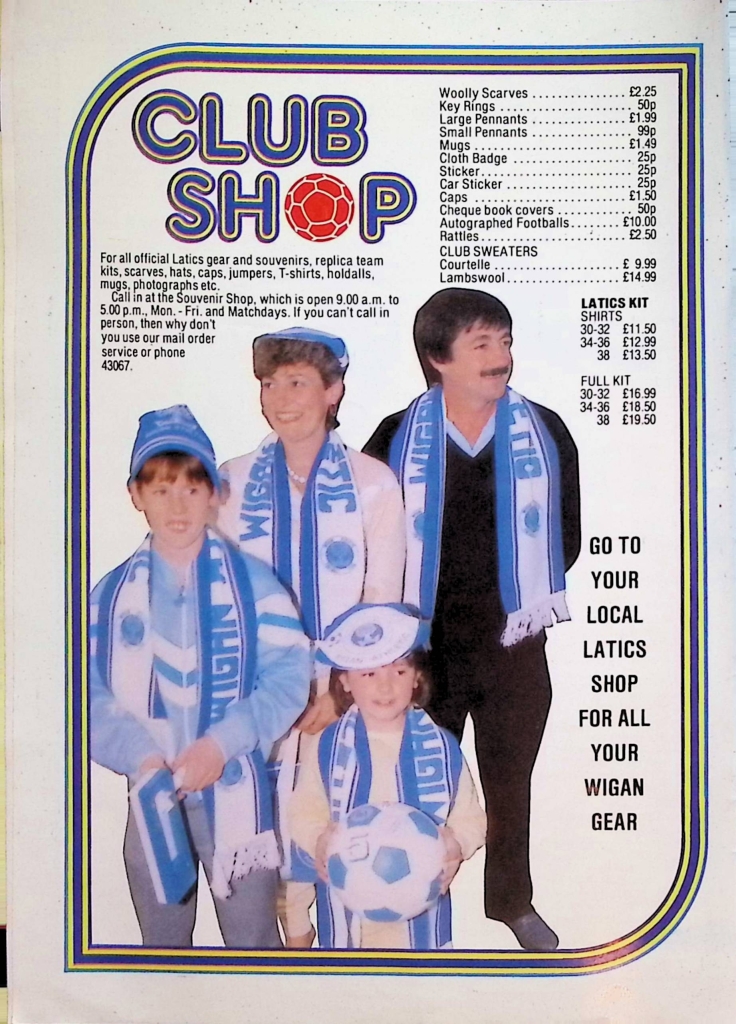 CLUB
SHOP
For all official Latics gear and souvenirs, replica team
kits, scarves, hats, caps, jumpers, T-shirts, holdalls,
mugs, photographs etc.
Call in at the Souvenir Shop, which is open 9.00 a.m. to
5.00 p.m., Mon. - Fri. and Matchdays. If you can't call in
person, then why don't
you use our mail order
service or phone
43067.
Woolly Scarves . . . . . . . . . . . . . . . £2.25
Key Rings . . . . . . . . . . . . . . . . . . . . 50p
Large Pennants . . . . . . . . . . . . . . . £1.99
Small Pennants . . . . . . . . . . . . . . . 99p
Mugs . . . . . . . . . . . . . . . . . . . . . . . . £1.49
Cloth Badge . . . . . . . . . . . . . . . . . . 25p
Sticker . . . . . . . . . . . . . . . . . . . . . . . 25p
Car Sticker . . . . . . . . . . . . . . . . . . . 25p
Caps . . . . . . . . . . . . . . . . . . . . . . . . £1.50
Cheque book covers . . . . . . . . . . . 50p
Autographed Footballs . . . . . . . . £10.00
Rattles . . . . . . . . . . . . . . . . . . . . . . £2.50
CLUB SWEATERS
Courtelle . . . . . . . . . . . . . . . . . . . £ 9.99
Lambswool . . . . . . . . . . . . . . . . . £14.99
LATICS KIT
SHIRTS
30-32 £11.50
34-36 £12.99
38 £13.50
FULL KIT
30-32 £16.99
34-36 £18.50
38 £19.50
GO TO
YOUR
LOCAL
LATICS
SHOP
FOR ALL
YOUR
WIGAN
GEAR
WIGAN